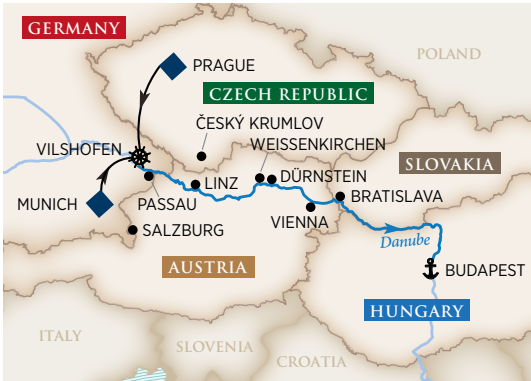 GERMANY
POLAND
PRAGUE
CZECH REPUBLIC
ČESKÝ KRUMLOV
WEISSENKIRCHEN
VILSHOFEN
SLOVAKIA
LINZ
DÜRNSTEIN
BRATISLAVA
MUNICH
PASSAU
VIENNA
SALZBURG
Danube
AUSTRIA
BUDAPEST
HUNGARY
ITALY
SLOVENIA
CROATIA